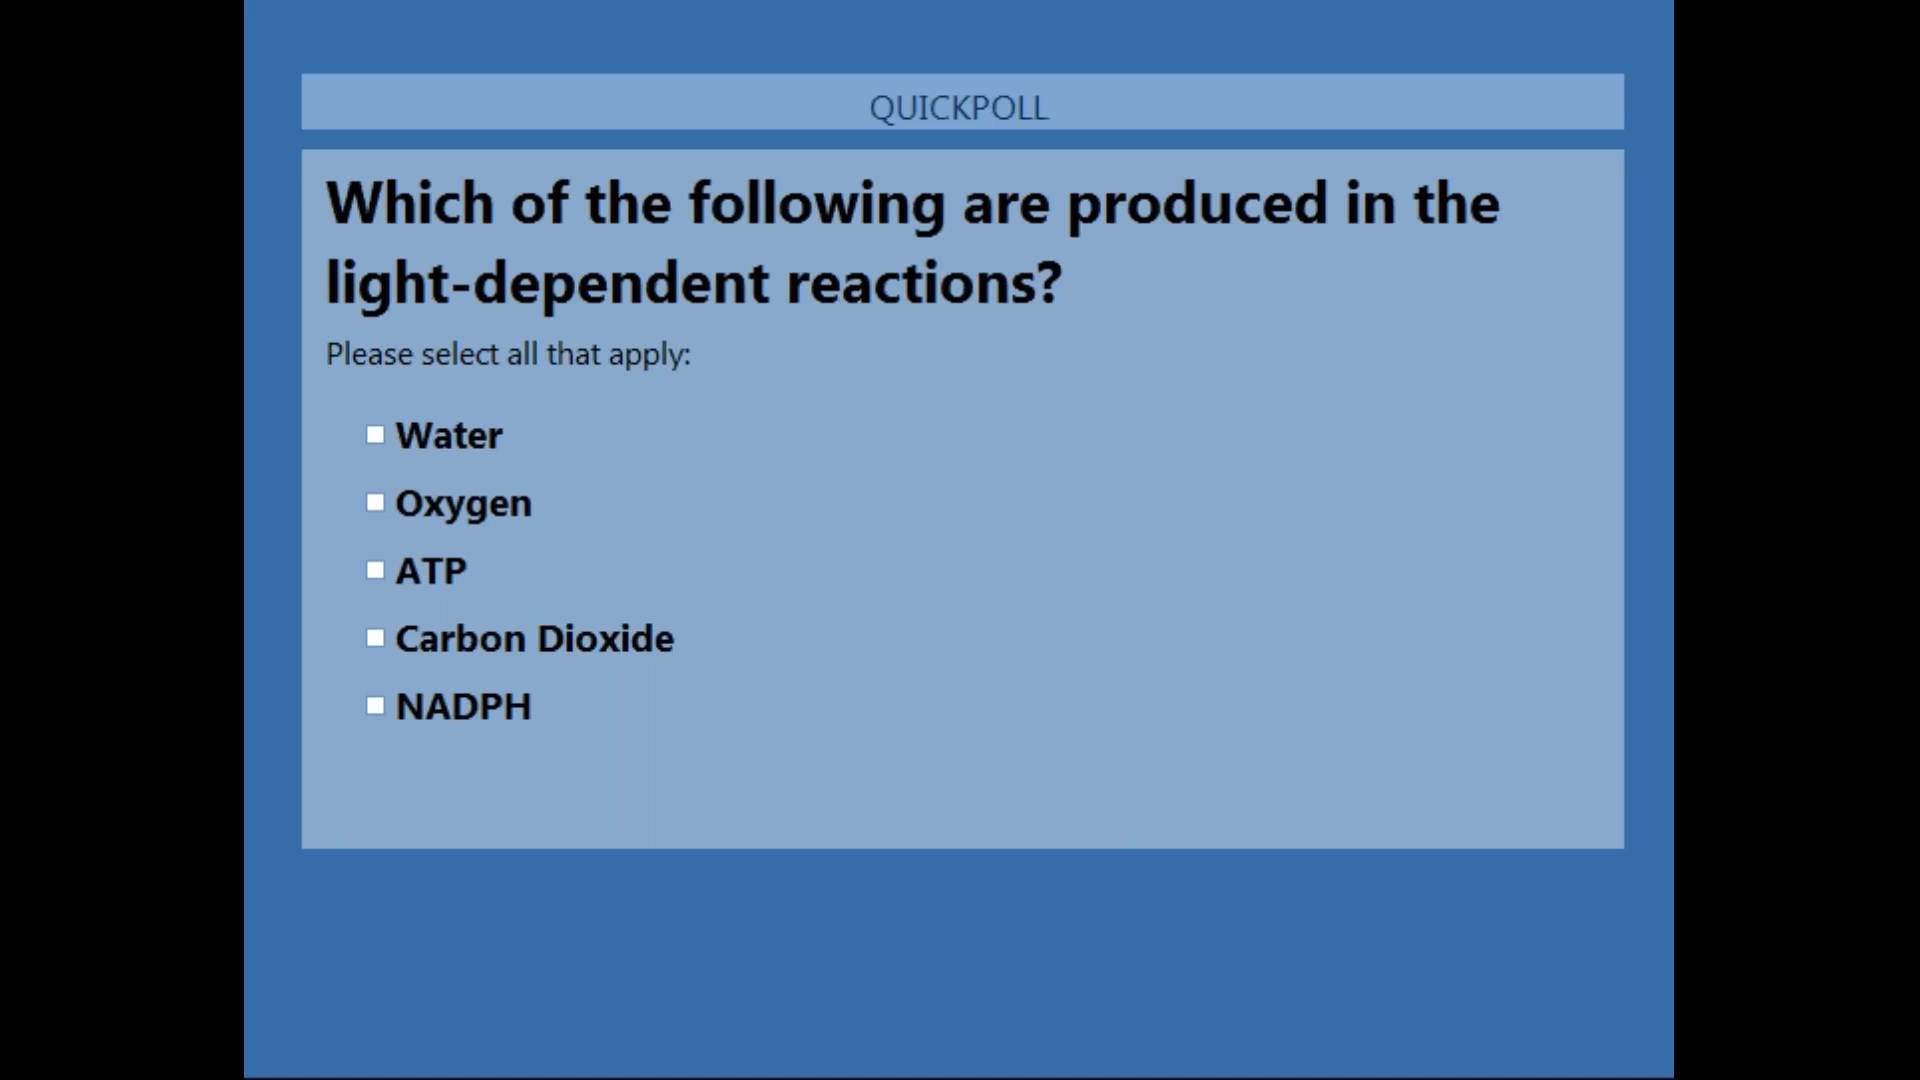 QUICKPOLL
Which of the following are produced in the
light-dependent reactions?
Please select all that apply:
Water
Oxygen
ATP
Carbon Dioxide
NADPH